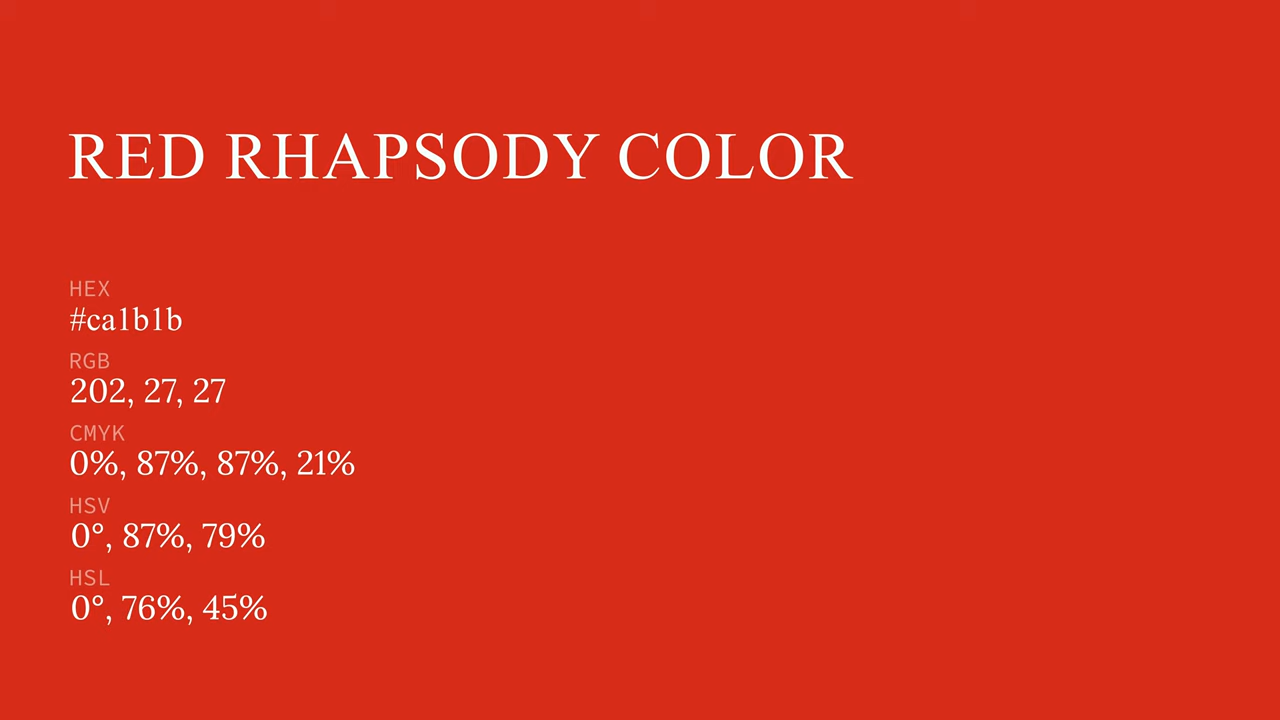 RED RHAPSODY COLOR
HEX
#ca1b1b
RGB
202, 27, 27
CMYK
0%, 87%, 87%, 21%
HSV
0°, 87%, 79%
HSL
0°, 76%, 45%